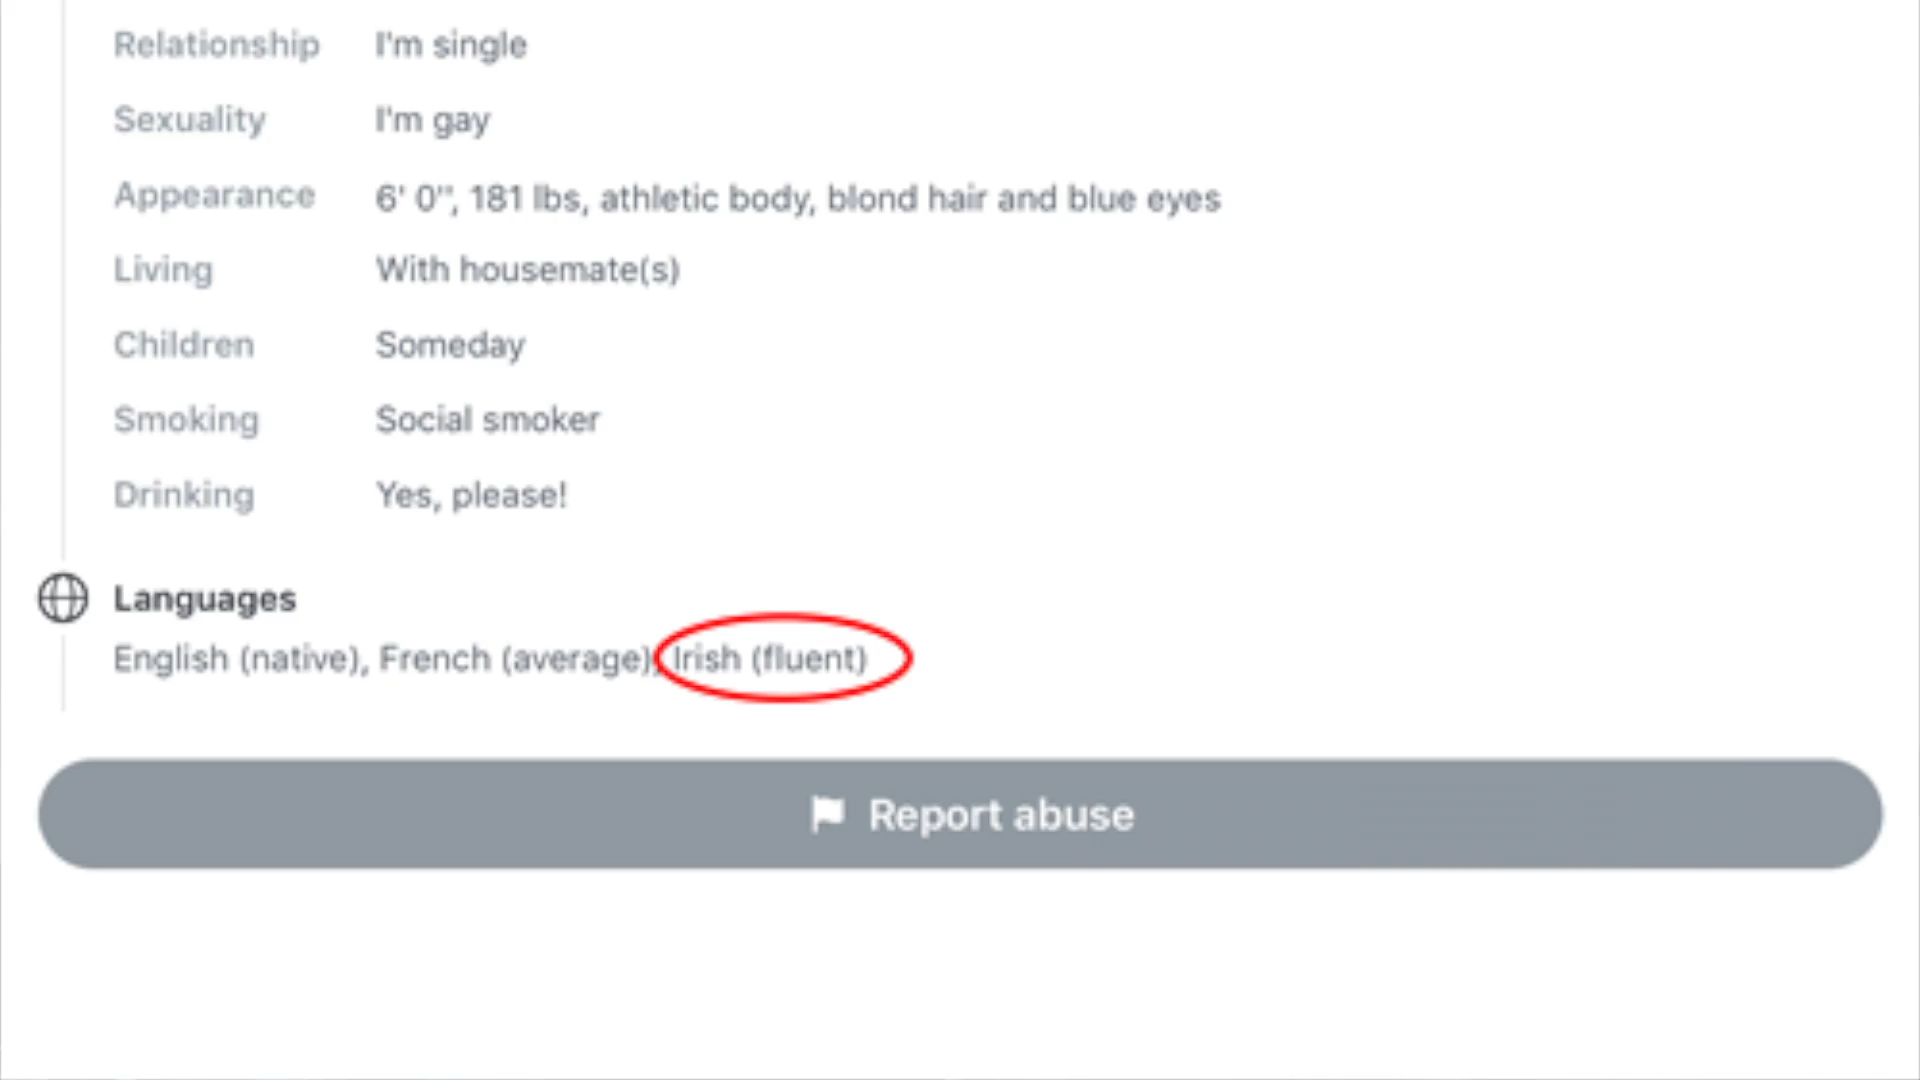 Relationship I'm single
Sexuality I'm gay
Appearance 6' 0", 181 lbs, athletic body, blond hair and blue eyes
Living With housemate(s)
Children Someday
Smoking Social smoker
Drinking Yes, please!
Languages
English (native), French (average), Irish (fluent)
Report abuse